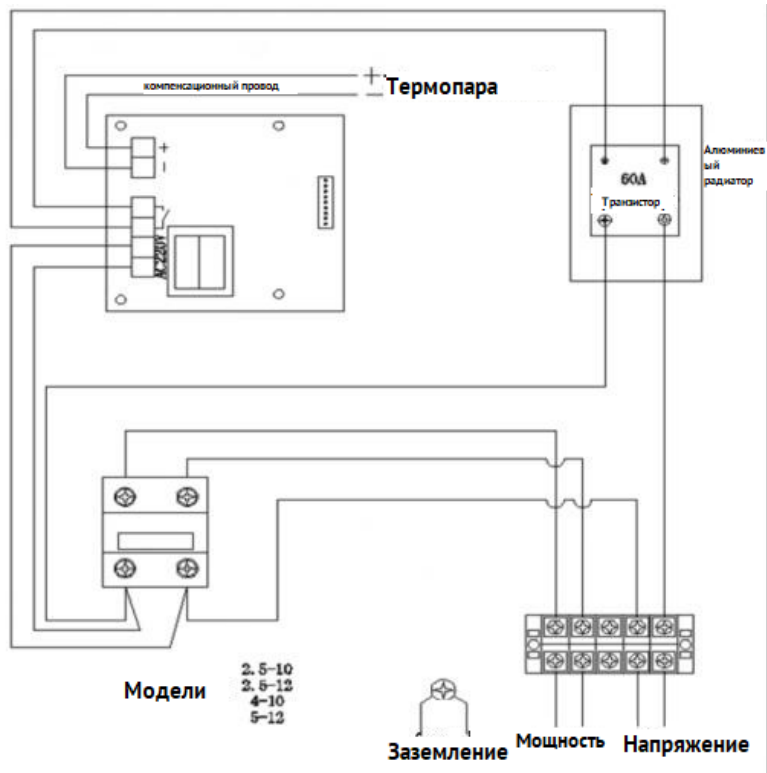 компенсационный провод
+
Термопара
−
+
−
AC220V
60A
Транзистор
Алюминиев
ый
радиатор
Модели
2.5-10
2.5-12
4-10
5-12
Заземление
Мощность
Напряжение